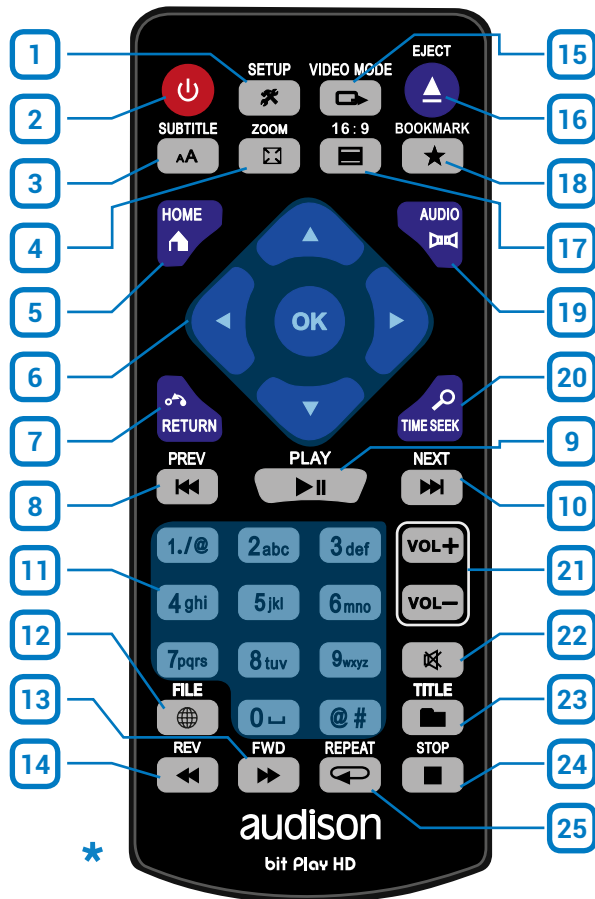 EJECT
1 SETUP VIDEO MODE 15
2 16
SUBTITLE ZOOM 16:9 BOOKMARK
3 AA 18
4 17
HOME AUDIO
5 19
OK
6
20
7 RETURN TIME SEEK
9
PREV PLAY NEXT
8 10
1./@ 2abc 3def VOL+
11 21
4ghi 5jkl 6mno VOL–
12
7pqrs 8tuv 9wxyz 22
13 FILE TITLE
0 @ # 23
14 REV FWD REPEAT STOP 24
25
audison
* bit Play HD